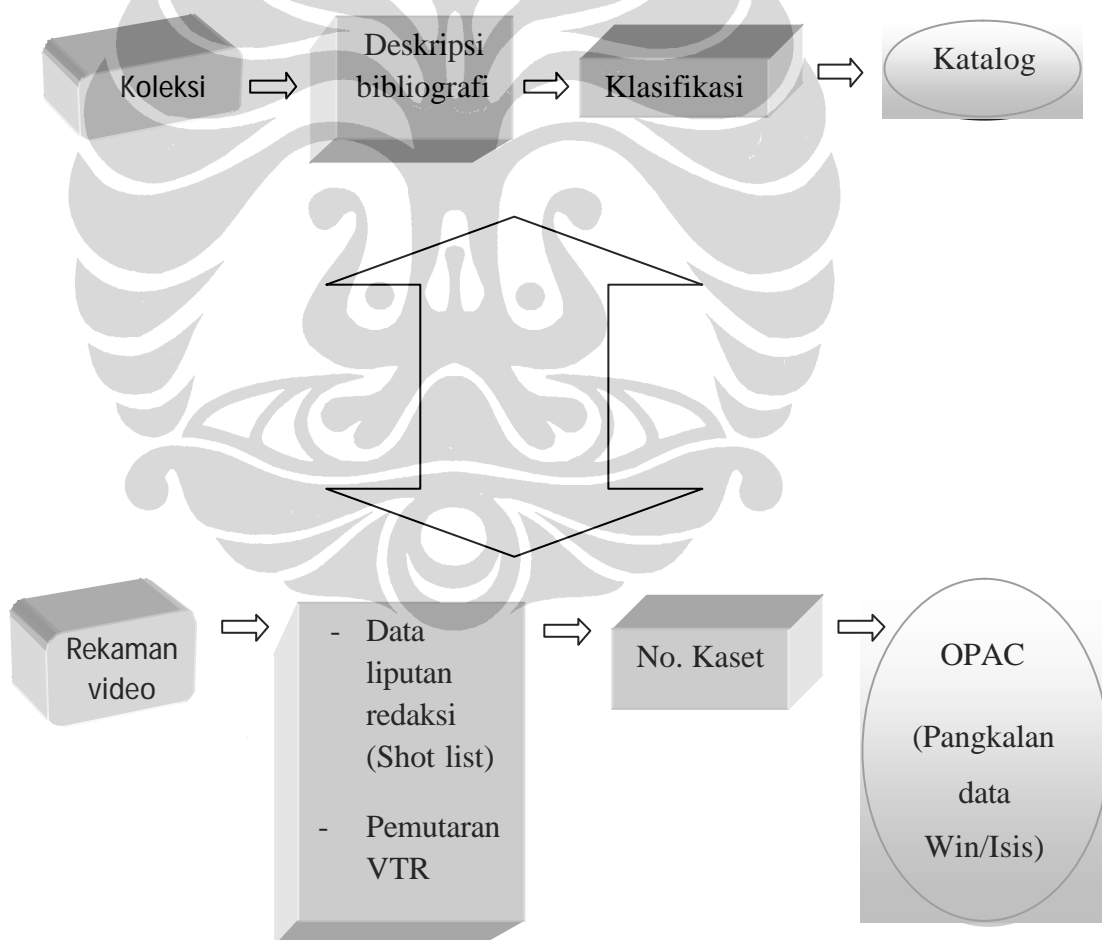 Koleksi
Deskripsi
bibliografi
Klasifikasi
Katalog
Rekaman
video
- Data
liputan
redaksi
(Shot list)
- Pemutaran
VTR
No. Kaset
OPAC
(Pangkalan
data
Win/Isis)